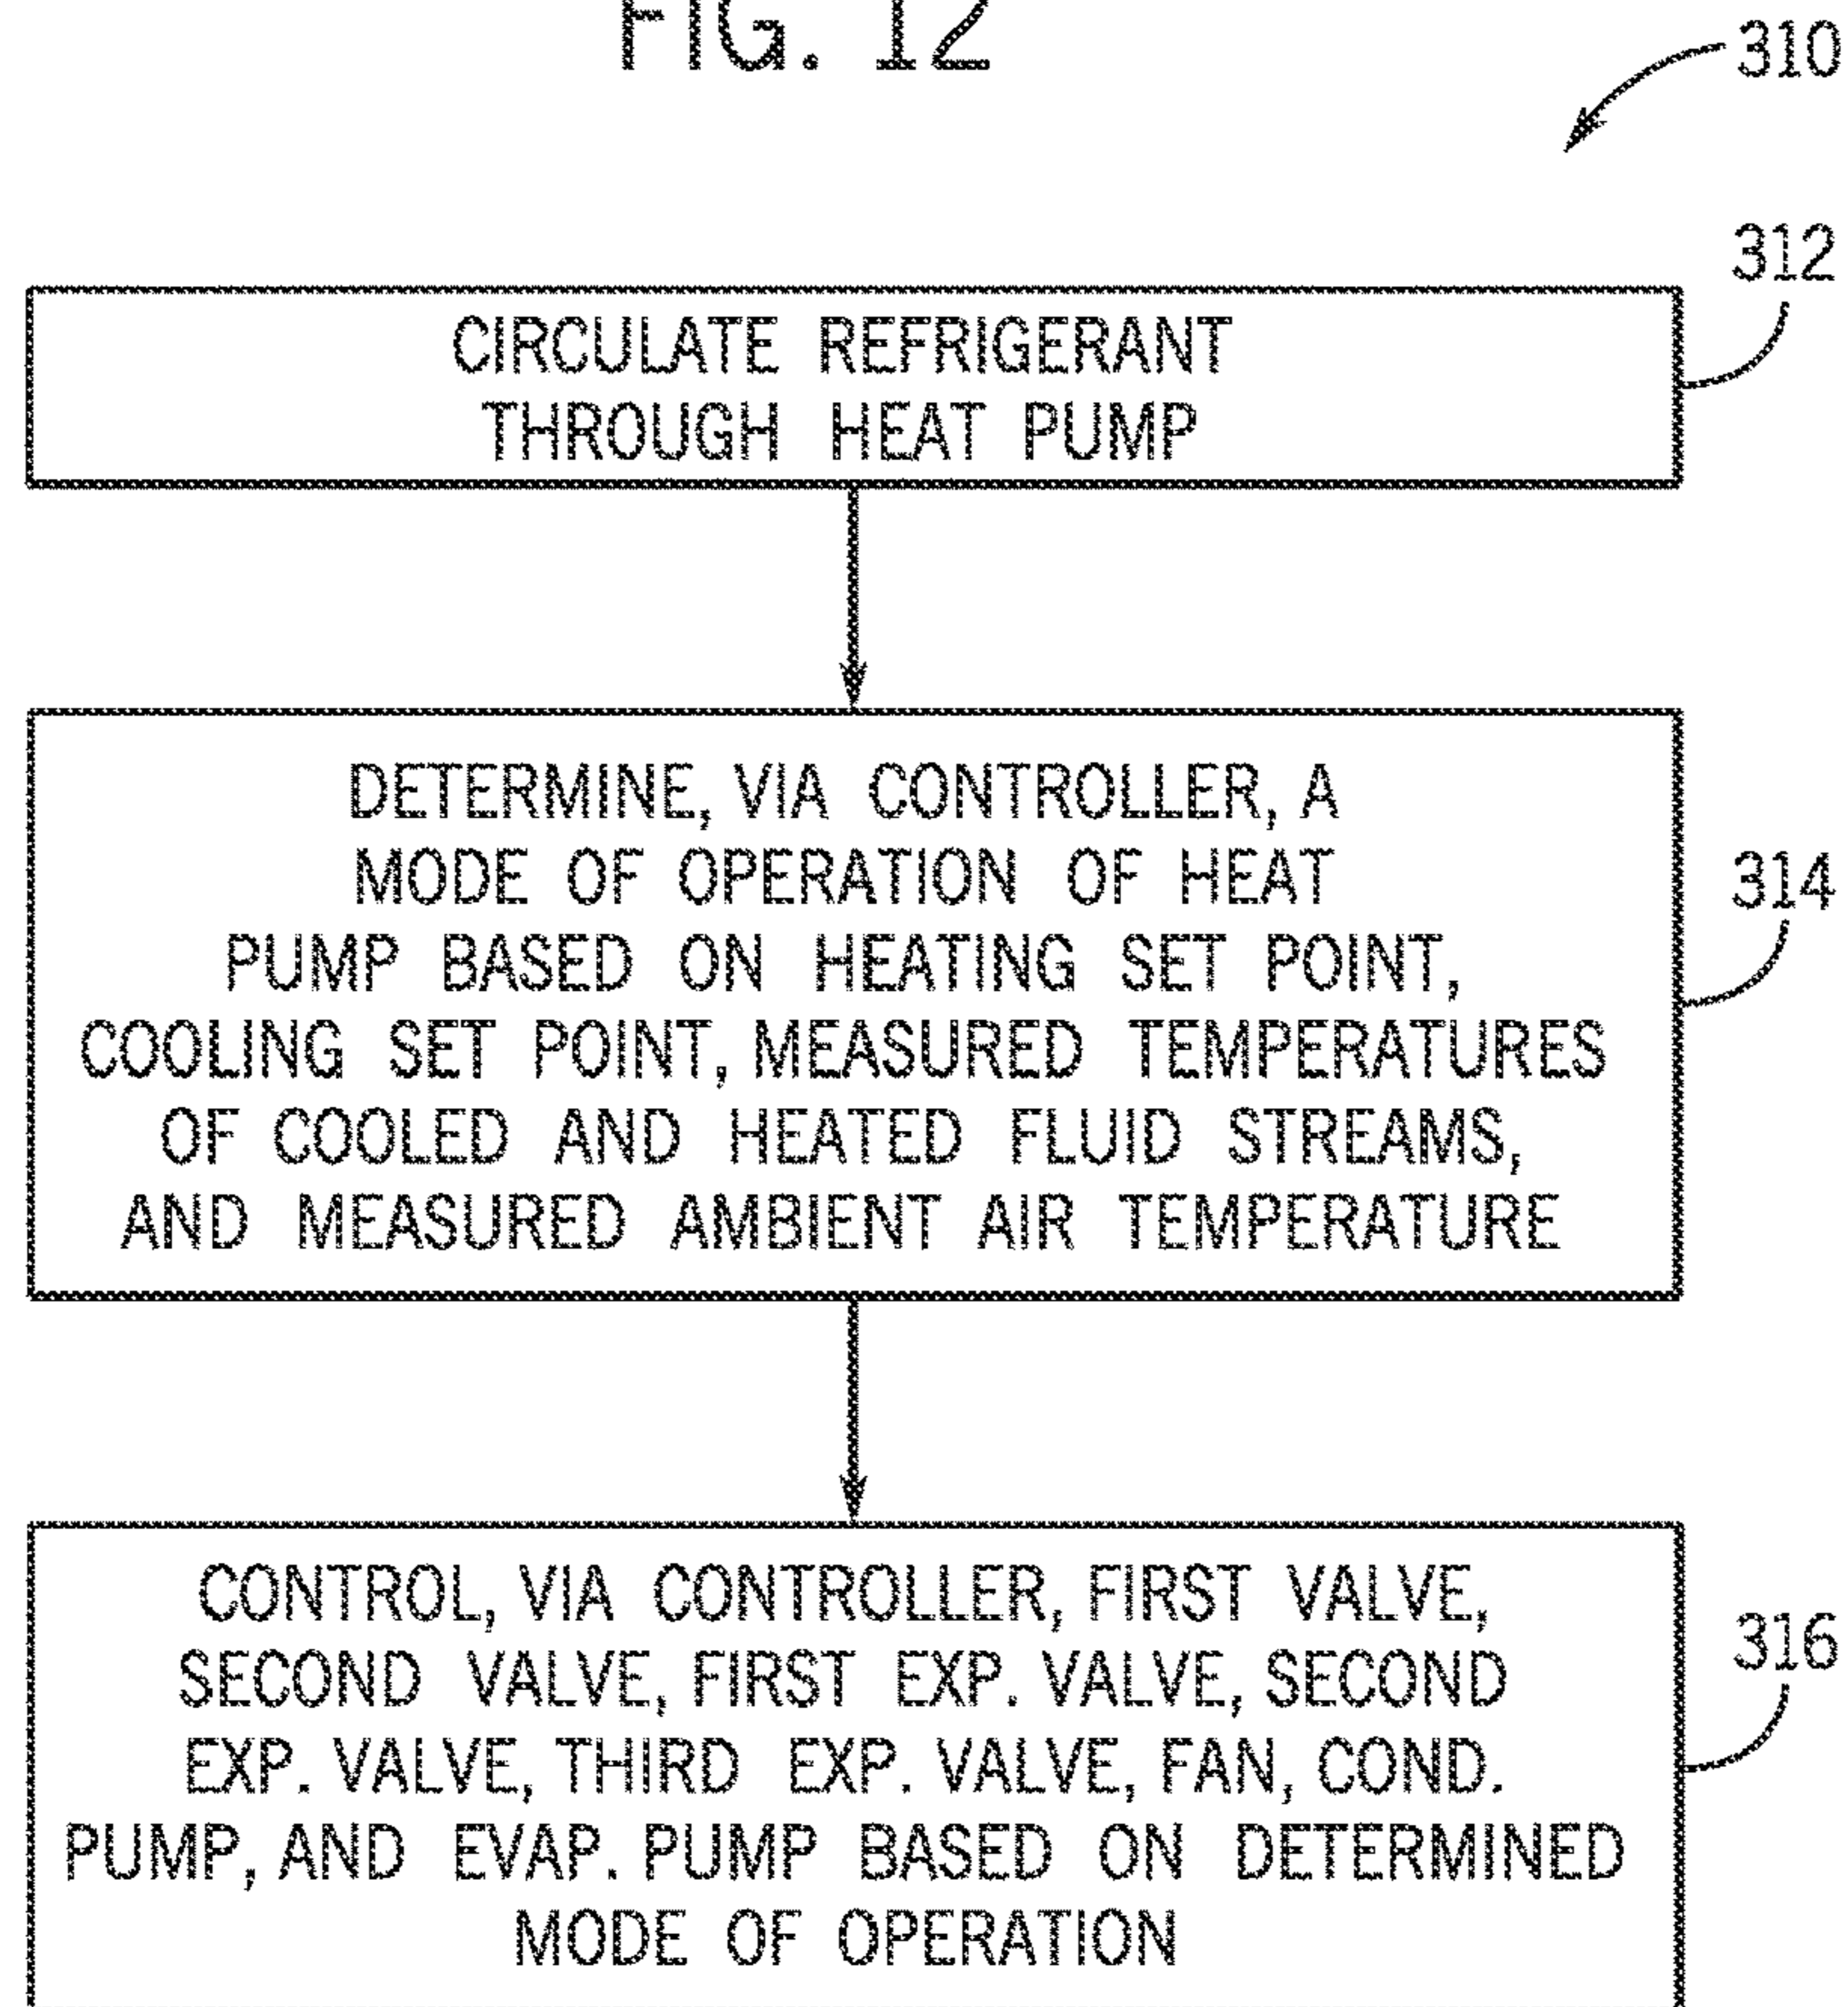 FIG. 12
310
312
CIRCULATE REFRIGERANT
THROUGH HEAT PUMP
DETERMINE, VIA CONTROLLER, A
MODE OF OPERATION OF HEAT
PUMP BASED ON HEATING SET POINT,
COOLING SET POINT, MEASURED TEMPERATURES
OF COOLED AND HEATED FLUID STREAMS,
AND MEASURED AMBIENT AIR TEMPERATURE
314
CONTROL, VIA CONTROLLER, FIRST VALVE,
SECOND VALVE, FIRST EXP. VALVE, SECOND
EXP. VALVE, THIRD EXP. VALVE, FAN, COND.
PUMP, AND EVAP. PUMP BASED ON DETERMINED
MODE OF OPERATION
316